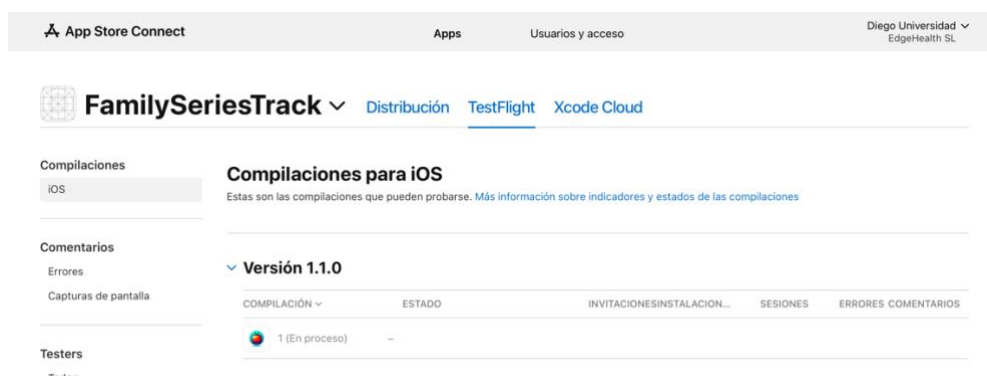 App Store Connect
Apps
Usuarios y acceso
Diego Universidad
EdgeHealth SL
FamilySeriesTrack
Distribución
TestFlight
Xcode Cloud
Compilaciones
iOS
Comentarios
Errores
Capturas de pantalla
Testers
Compilaciones para iOS
Estas son las compilaciones que pueden probarse. Más información sobre indicadores y estados de las compilaciones
Versión 1.1.0
COMPILACIÓN ESTADO INVITACIONESINSTALACION... SESIONES ERRORES COMENTARIOS
1 (En proceso) –